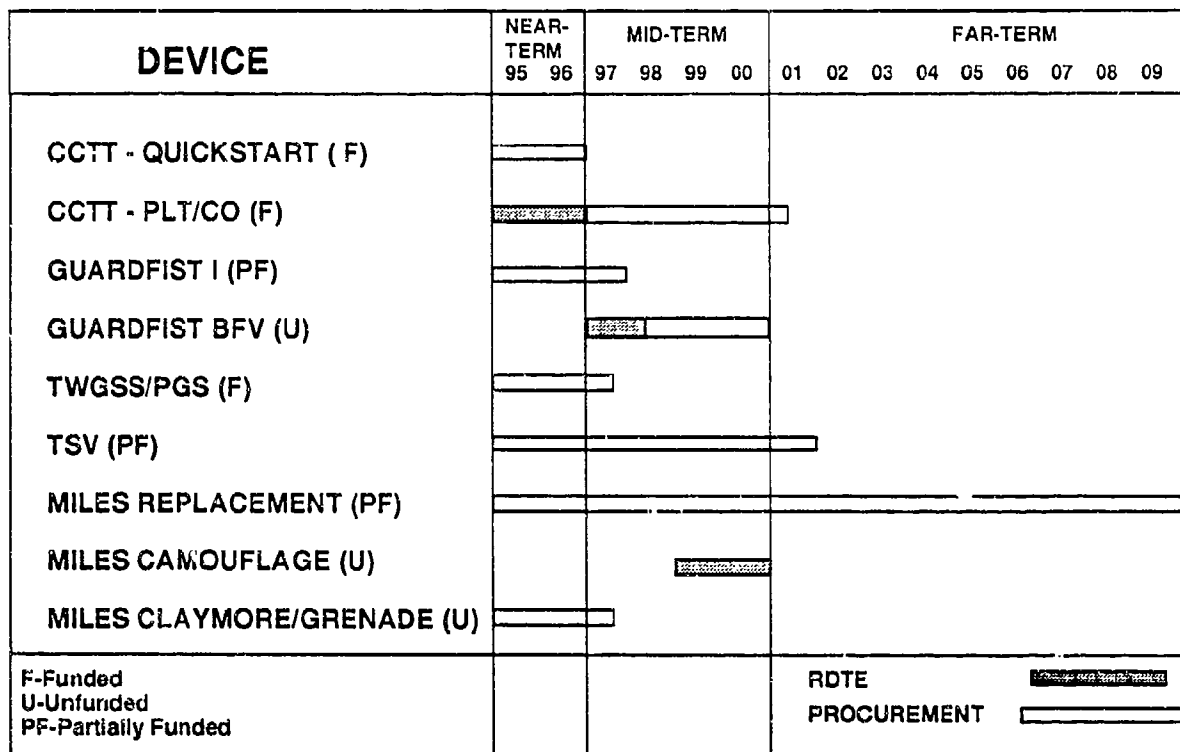 DEVICE
NEAR-
TERM
95 96
MID-TERM
97 98 99 00
FAR-TERM
01 02 03 04 05 06 07 08 09
CCTT - QUICKSTART ( F)
CCTT - PLT/CO (F)
GUARDFIST I (PF)
GUARDFIST BFV (U)
TWGSS/PGS (F)
TSV (PF)
MILES REPLACEMENT (PF)
MILES CAMOUFLAGE (U)
MILES CLAYMORE/GRENADE (U)
F-Funded
U-Unfunded
PF-Partially Funded
RDTE
PROCUREMENT